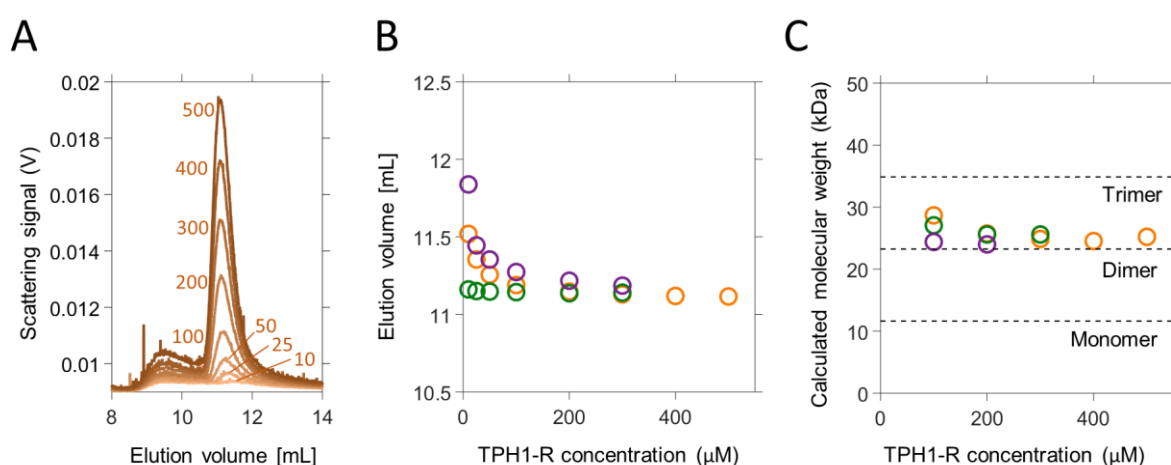 A
B
C
0.02
0.018
0.016
0.014
0.012
0.01
500
400
300
200
100
50
25
10
8
10
12
14
Scattering signal (V)
Elution volume [mL]
12.5
12
11.5
11
10.5
0
200
400
Elution volume [mL]
TPH1-R concentration (μM)
50
40
30
20
10
0
Trimer
Dimer
Monomer
0
200
400
Calculated molecular weight (kDa)
TPH1-R concentration (μM)